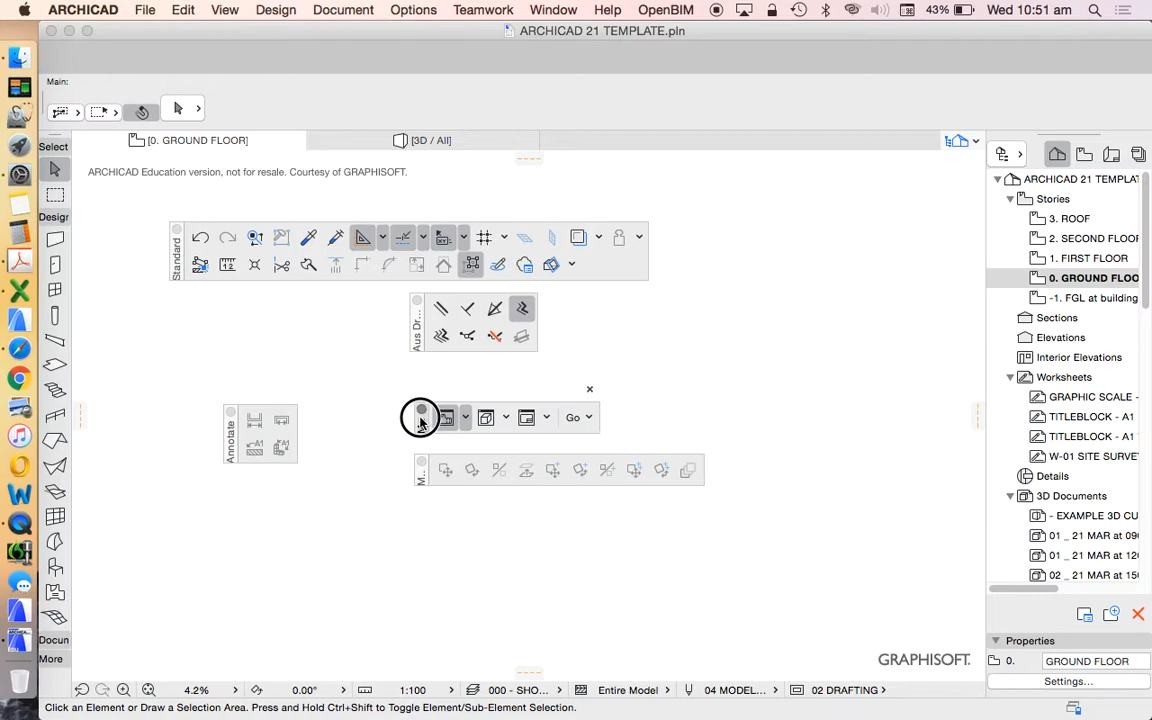 ARCHICAD File Edit View Design Document Options Teamwork Window Help OpenBIM 43% Wed 10:51 am
ARCHICAD 21 TEMPLATE.pln
Main:
[0. GROUND FLOOR] [3D / All]
Select
ARCHICAD Education version, not for resale. Courtesy of GRAPHISOFT.
Design
Standard
Aus Dr...
Annotate
Go
M...
ARCHICAD 21 TEMPLAT
Stories
3. ROOF
2. SECOND FLOOR
1. FIRST FLOOR
0. GROUND FLOO
-1. FGL at building
Sections
Elevations
Interior Elevations
Worksheets
GRAPHIC SCALE -
TITLEBLOCK - A1
TITLEBLOCK - A1
W-01 SITE SURVE
Details
3D Documents
- EXAMPLE 3D CU
01 _ 21 MAR at 090
01 _ 21 MAR at 120
02 _ 21 MAR at 150
Properties
0. GROUND FLOOR
Settings...
Docun
More
GRAPHISOFT.
4.2% 0.00° 1:100 000 - SHO... Entire Model 04 MODEL... 02 DRAFTING
Click an Element or Draw a Selection Area. Press and Hold Ctrl+Shift to Toggle Element/Sub-Element Selection.